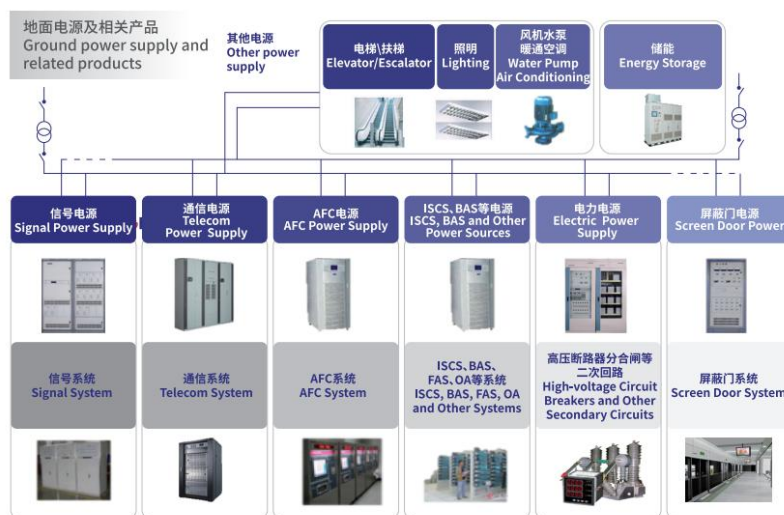 地面电源及相关产品
Ground power supply and
related products
其他电源
Other power
supply
电梯\扶梯
Elevator/Escalator
照明
Lighting
风机水泵
暖通空调
Water Pump
Air Conditioning
储能
Energy Storage
信号电源
Signal Power Supply
通信电源
Telecom
Power Supply
AFC电源
AFC Power Supply
ISCS、BAS等电源
ISCS, BAS and Other
Power Sources
电力电源
Electric Power
Supply
屏蔽门电源
Screen Door Power
信号系统
Signal System
通信系统
Telecom System
AFC系统
AFC System
ISCS、BAS、
FAS、OA等系统
ISCS, BAS, FAS, OA
and Other Systems
高压断路器分合闸等
二次回路
High-voltage Circuit
Breakers and Other
Secondary Circuits
屏蔽门系统
Screen Door System